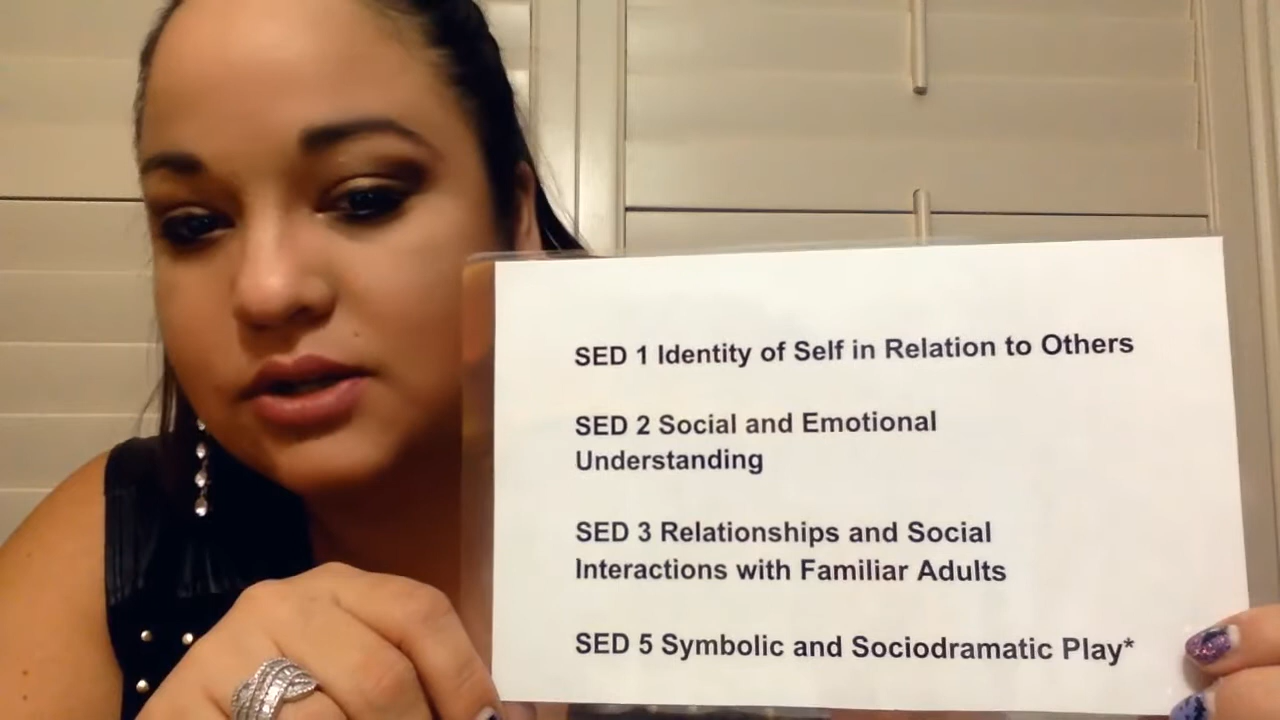 SED 1 Identity of Self in Relation to Others
SED 2 Social and Emotional
Understanding
SED 3 Relationships and Social
Interactions with Familiar Adults
SED 5 Symbolic and Sociodramatic Play*